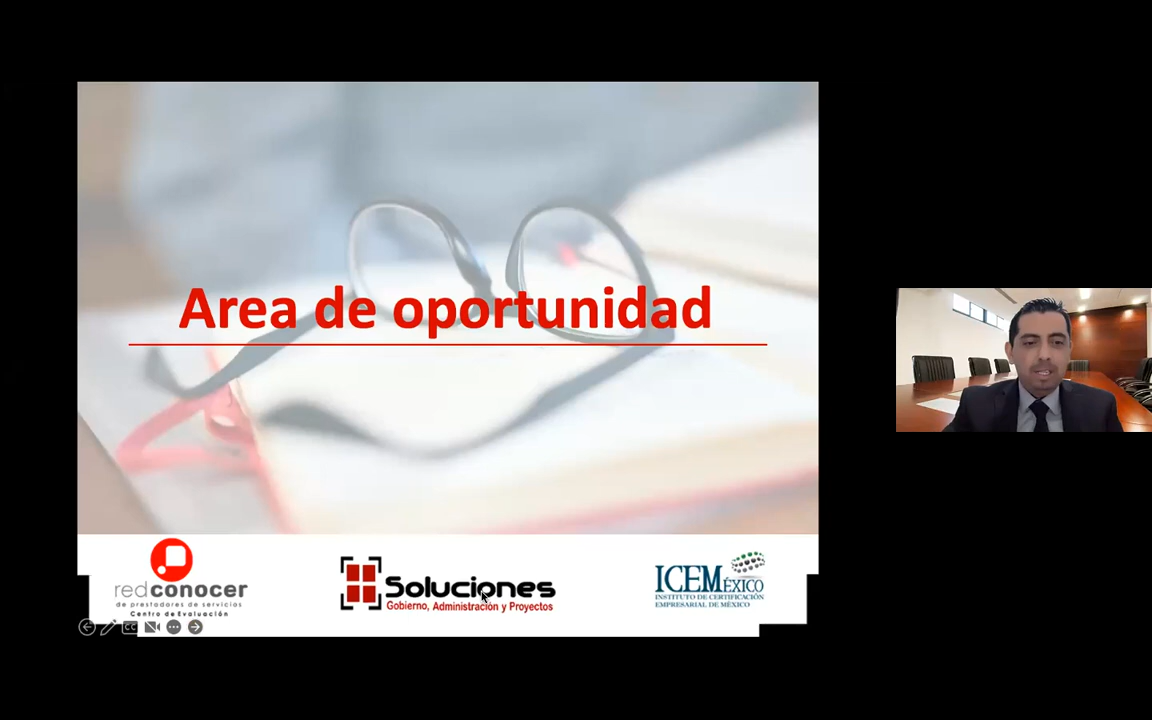 Area de oportunidad
redconocer
de prestadores de servicios
Centro de Evaluación
Soluciones
Gobierno, Administración y Proyectos
ICEMÉXICO
INSTITUTO DE CERTIFICACIÓN
EMPRESARIAL DE MÉXICO
CC